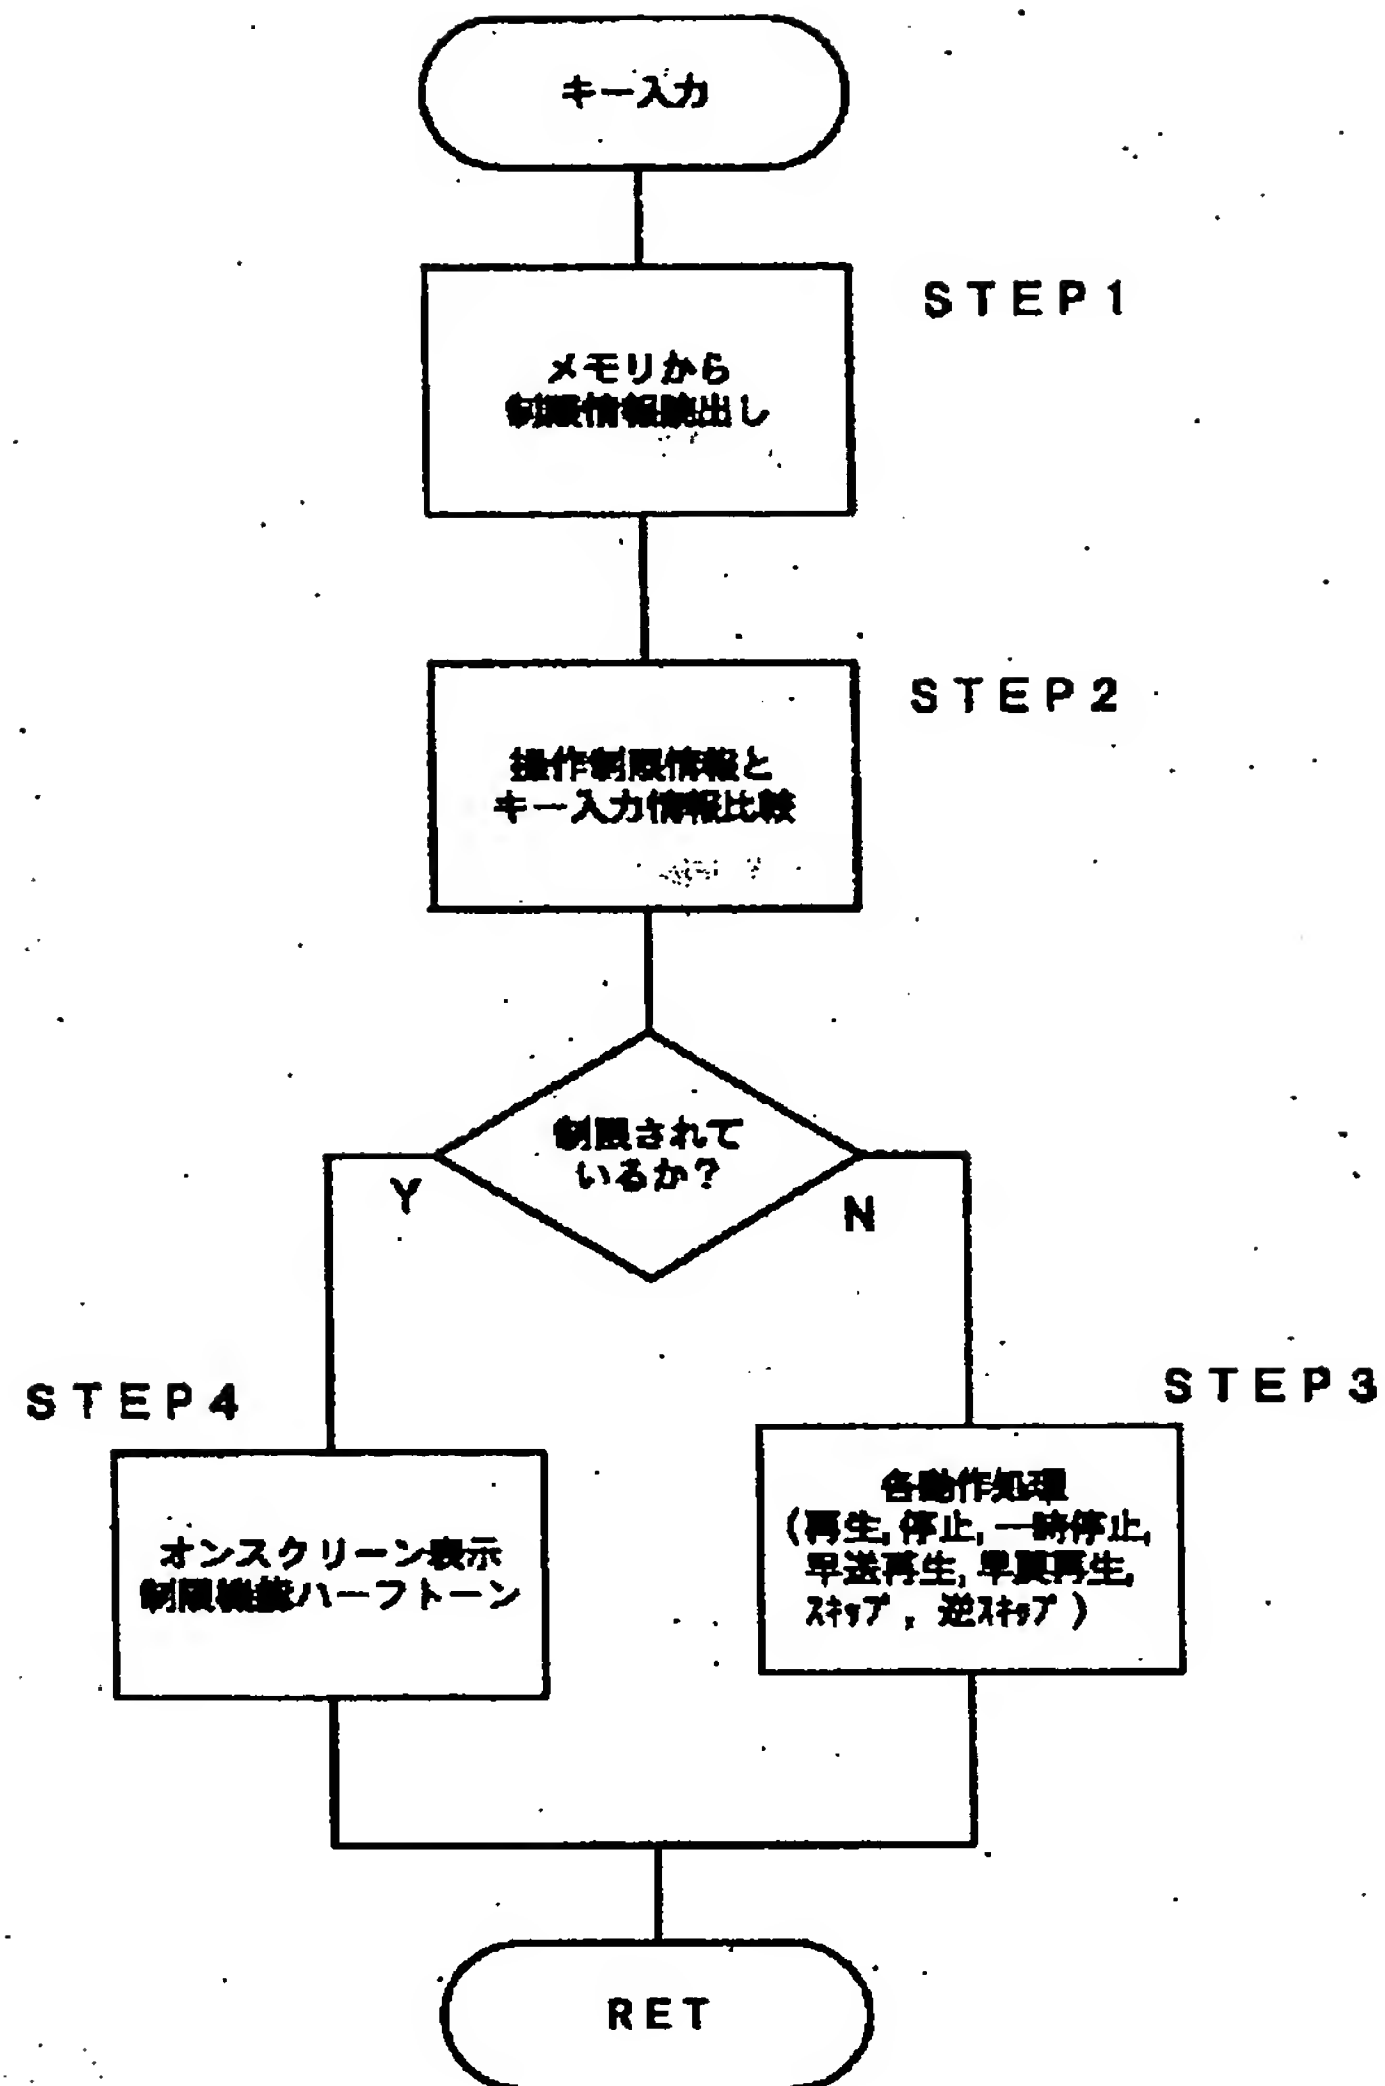 キー入力
STEP1
メモリから
制限情報読出し
STEP2
操作制限情報と
キー入力情報比較
制限されて
いるか？
Y
N
STEP4
オンスクリーン表示
制限機能ハーフトーン
STEP3
各動作処理
(再生,停止,一時停止,
早送再生,早戻再生,
ｽｷｯﾌﾟ,逆ｽｷｯﾌﾟ)
RET